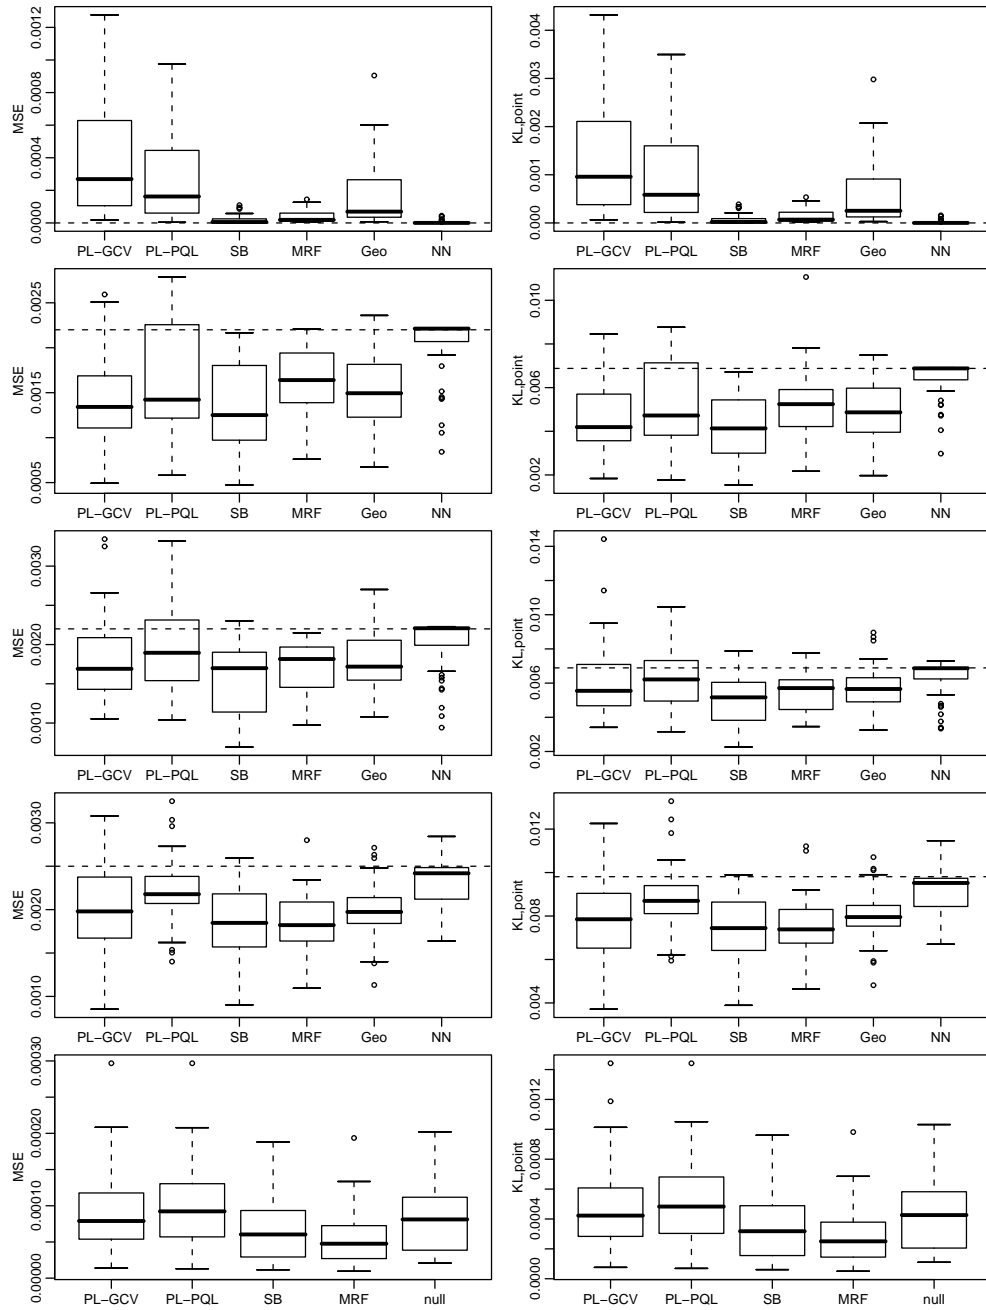 MSE
0.0000
0.0004
0.0008
0.0012
PL−GCV PL−PQL SB MRF Geo NN
KL,point
0.000
0.001
0.002
0.003
0.004
PL−GCV PL−PQL SB MRF Geo NN
MSE
0.0005
0.0015
0.0025
PL−GCV PL−PQL SB MRF Geo NN
KL,point
0.002
0.006
0.010
PL−GCV PL−PQL SB MRF Geo NN
MSE
0.0010
0.0020
0.0030
PL−GCV PL−PQL SB MRF Geo NN
KL,point
0.002
0.006
0.010
0.014
PL−GCV PL−PQL SB MRF Geo NN
MSE
0.0010
0.0020
0.0030
PL−GCV PL−PQL SB MRF Geo NN
KL,point
0.004
0.008
0.012
PL−GCV PL−PQL SB MRF Geo NN
MSE
0.00000
0.00010
0.00020
0.00030
PL−GCV PL−PQL SB MRF null
KL,point
0.0000
0.0004
0.0008
0.0012
PL−GCV PL−PQL SB MRF null